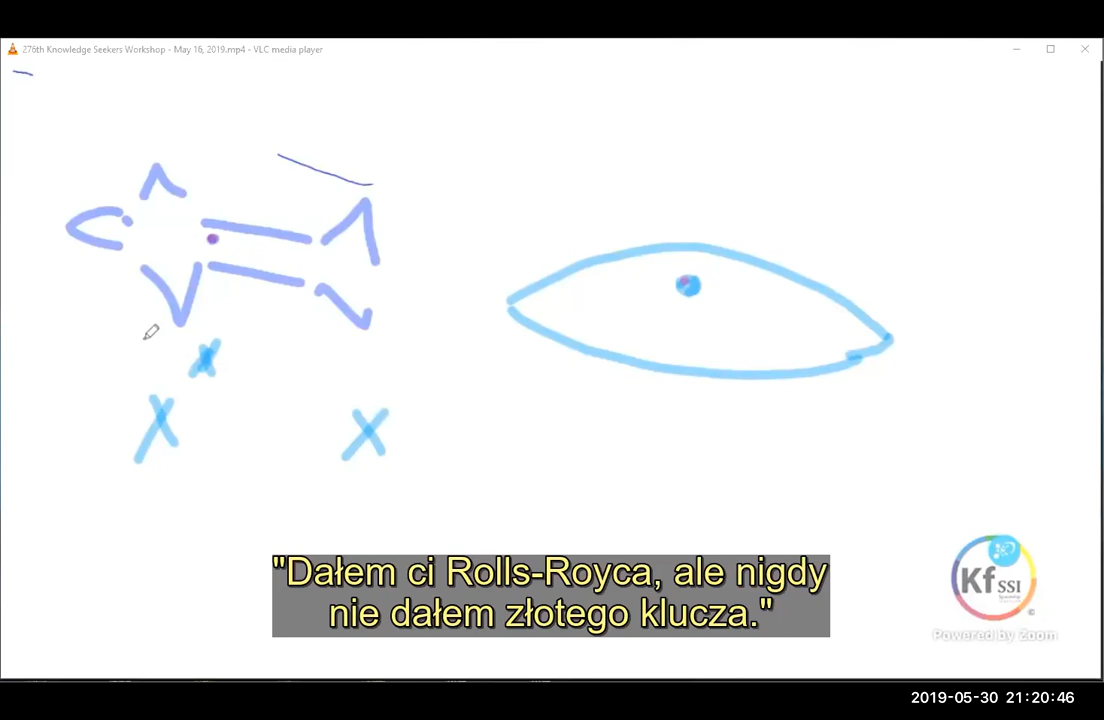 276th Knowledge Seekers Workshop - May 16, 2019.mp4 - VLC media player
"Dałem ci Rolls-Royca, ale nigdy
nie dałem złotego klucza."
Kf SSI
Powered by Zoom
2019-05-30 21:20:46